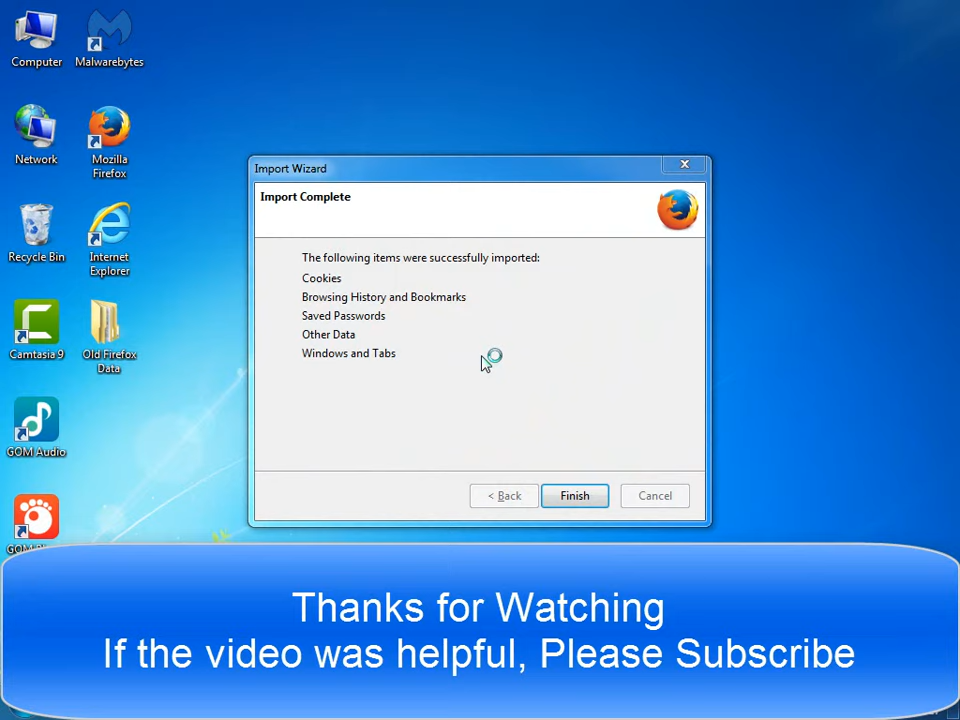 Computer
Malwarebytes
Network
Mozilla
Firefox
Recycle Bin
Internet
Explorer
Camtasia 9
Old Firefox
Data
GOM Audio
Import Wizard
Import Complete
The following items were successfully imported:
Cookies
Browsing History and Bookmarks
Saved Passwords
Other Data
Windows and Tabs
< Back
Finish
Cancel
Thanks for Watching
If the video was helpful, Please Subscribe